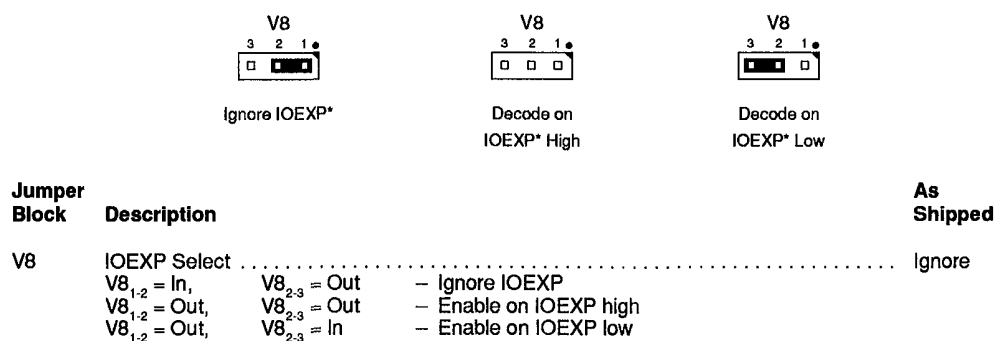 V8 V8 V8
3 2 1 3 2 1 3 2 1
Ignore IOEXP* Decode on Decode on
IOEXP* High IOEXP* Low
Jumper As
Block Description Shipped
V8 IOEXP Select ........................................ Ignore
V8₁₋₂ = In, V8₂₋₃ = Out – Ignore IOEXP
V8₁₋₂ = Out, V8₂₋₃ = Out – Enable on IOEXP high
V8₁₋₂ = Out, V8₂₋₃ = In – Enable on IOEXP low